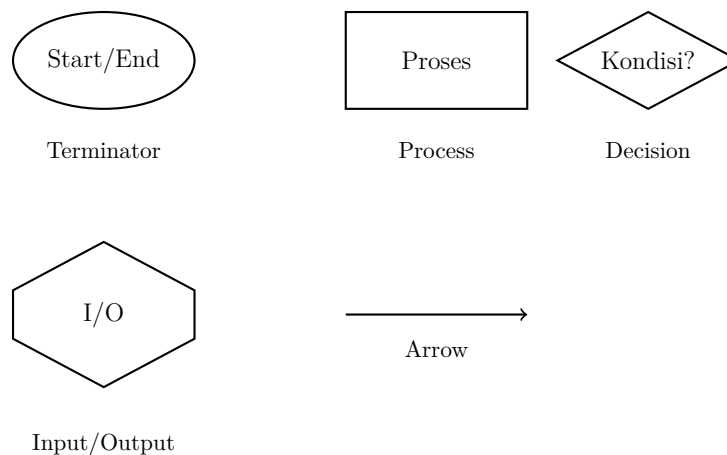 Start/End
Proses
Kondisi?
Terminator
Process
Decision
I/O
Arrow
Input/Output